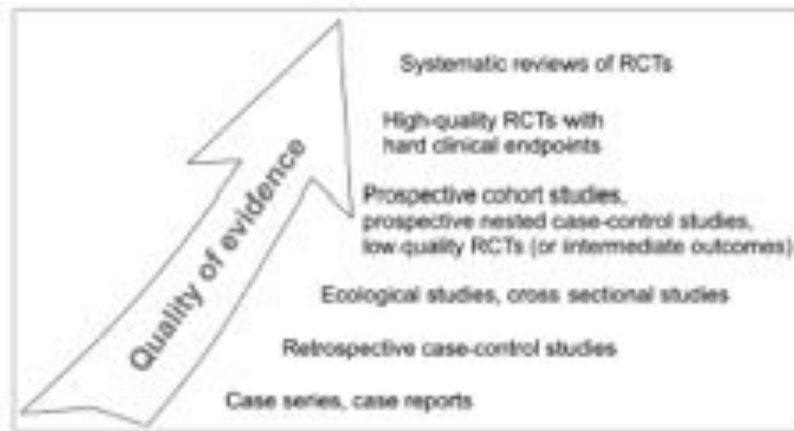 Systematic reviews of RCTs
High-quality RCTs with
hard clinical endpoints
Prospective cohort studies,
prospective nested case-control studies,
low quality RCTs (or intermediate outcomes)
Ecological studies, cross sectional studies
Retrospective case-control studies
Case series, case reports
Quality of evidence